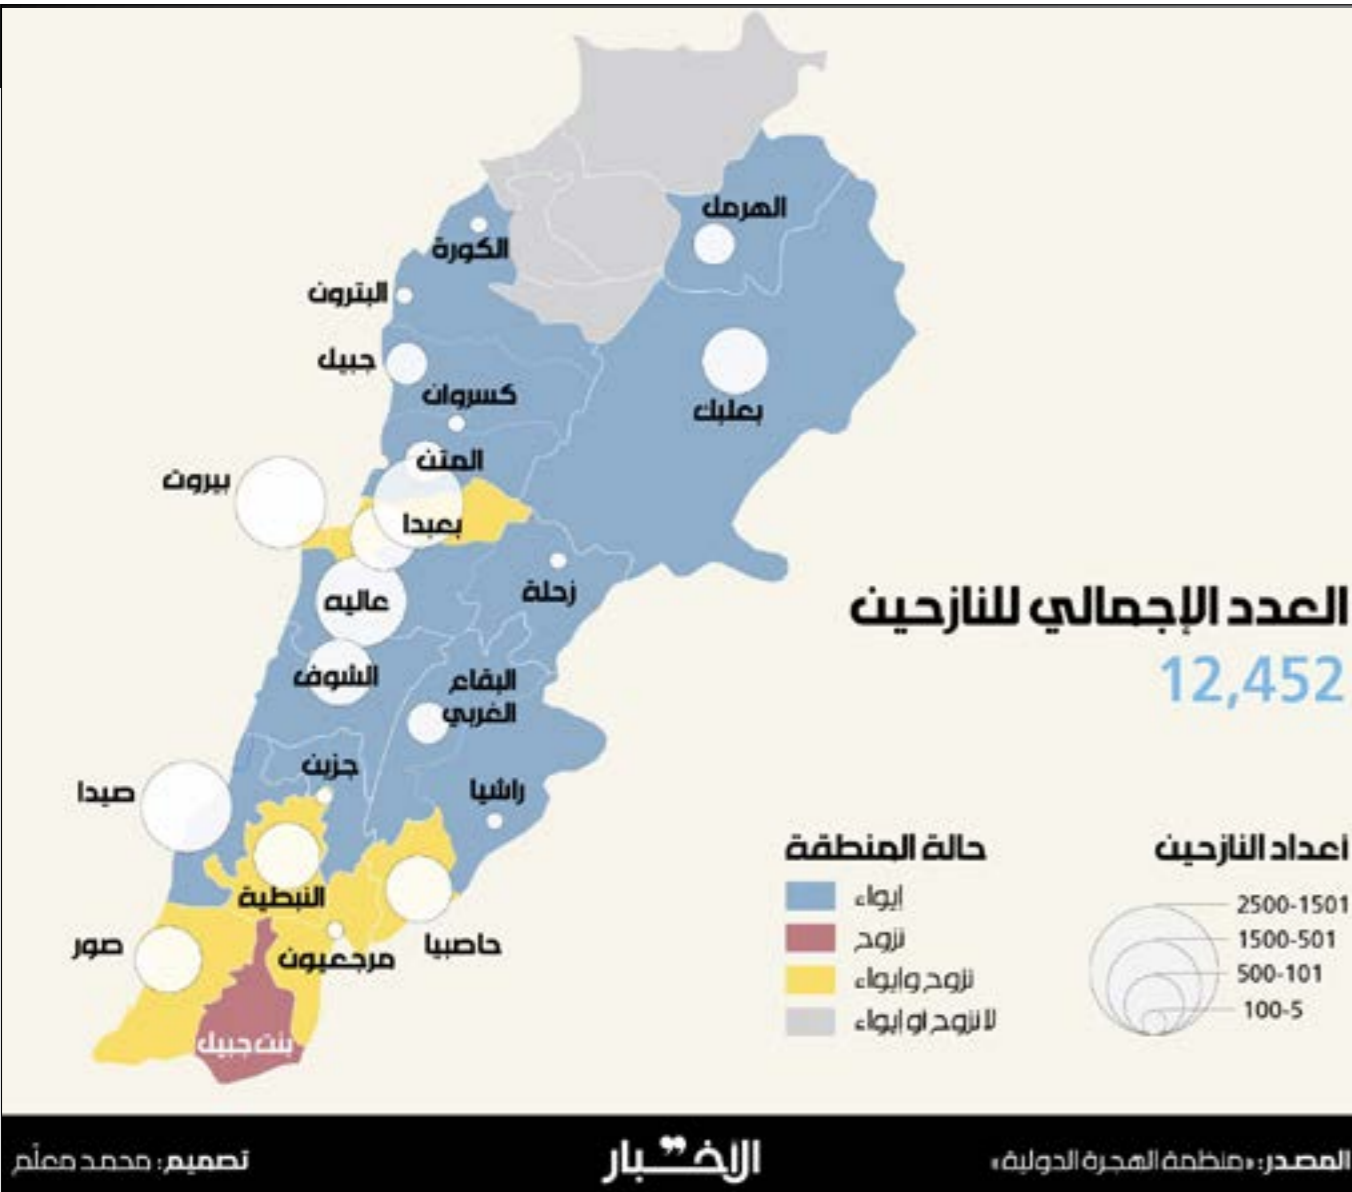 الهرمل
الكورة
البترون
جبيل
كسروان
بعلبك
المتن
بيروت
بعبدا
زحلة
عاليه
الشوف
البقاع
الغربي
جزين
صيدا
راشيا
النبطية
صور
مرجعيون
حاصبيا
بنت جبيل
العدد الإجمالي للنازحين
12,452
أعداد النازحين
2500-1501
1500-501
500-101
100-5
حالة المنطقة
إيواء
نزوح
نزوح وإيواء
لا نزوح او إيواء
المصدر: «منظمة الهجرة الدولية»
الأخبار
تصميم: محمد معلّم